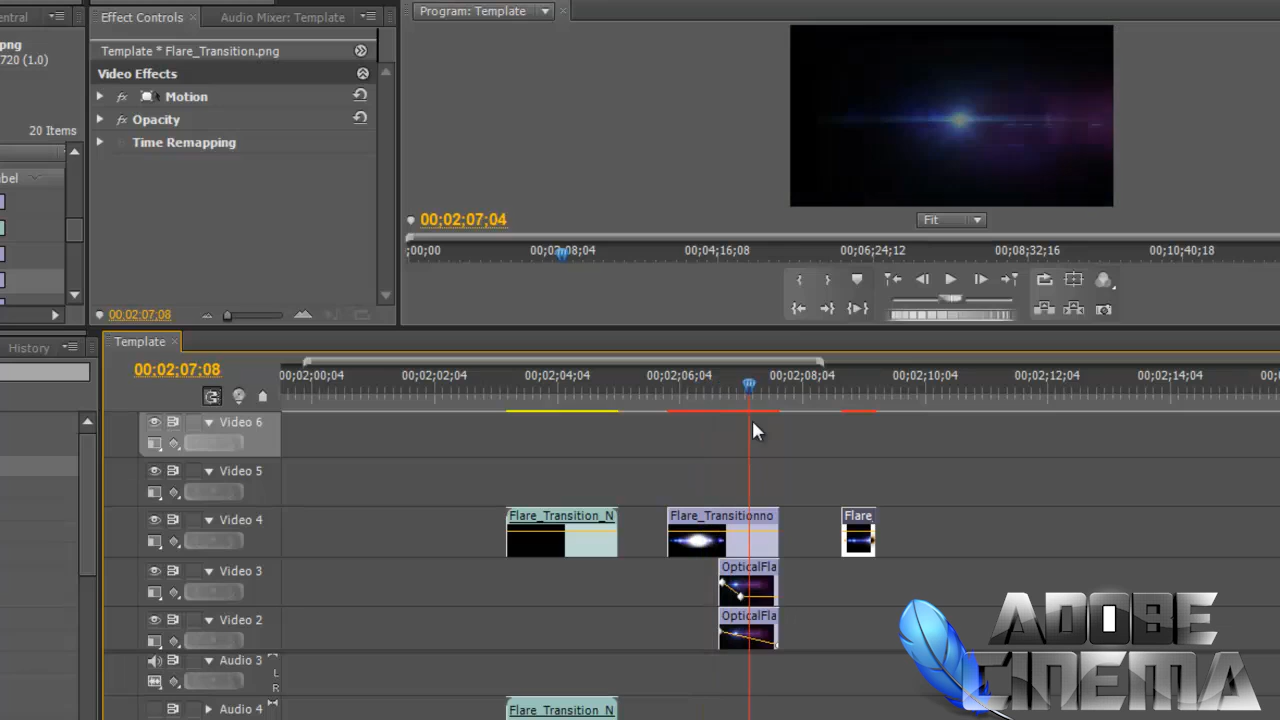 entral
Effect Controls
Audio Mixer: Template
Program: Template
png
720 (1.0)
20 Items
abel
Template * Flare_Transition.png
Video Effects
fx Motion
fx Opacity
Time Remapping
00:02:07;08
00;02;07;04
Fit
;00;00
00;02;08;04
00;04;16;08
00;06;24;12
00;08;32;16
00;10;40;18
History
Template
00;02;07;08
00;02;00;04
00;02;02;04
00;02;04;04
00;02;06;04
00;02;08;04
00;02;10;04
00;02;12;04
00;02;14;04
Video 6
Video 5
Video 4
Flare_Transition_N
Flare_Transitionno
Flare
Video 3
OpticalFla
Video 2
OpticalFla
Audio 3
L
R
Audio 4
Flare_Transition_N
ADOBE
CINEMA